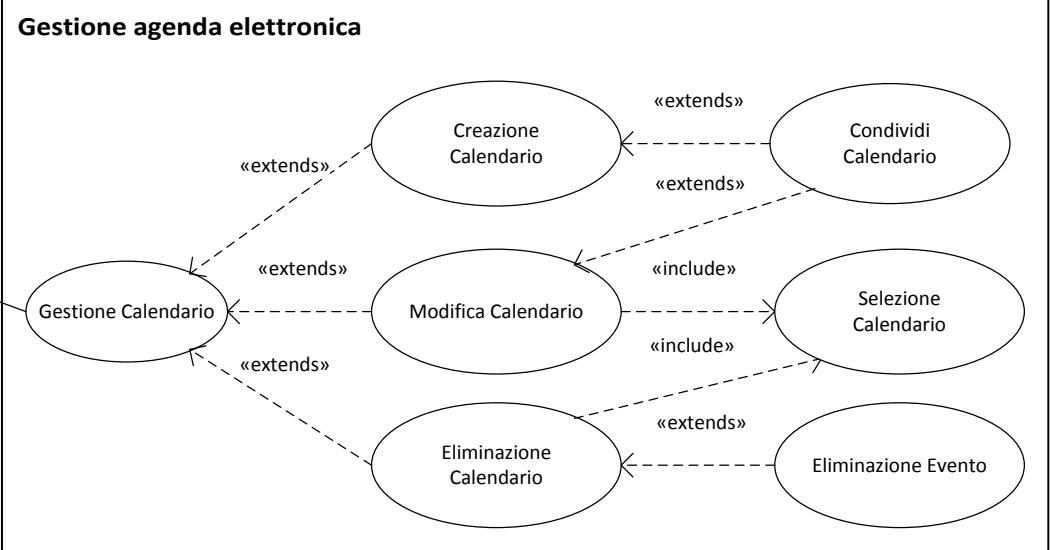 Gestione agenda elettronica
«extends»
Creazione
Calendario
Condividi
Calendario
«extends»
«extends»
«extends»
«include»
Gestione Calendario
Modifica Calendario
Selezione
Calendario
«include»
«extends»
«extends»
Eliminazione
Calendario
Eliminazione Evento